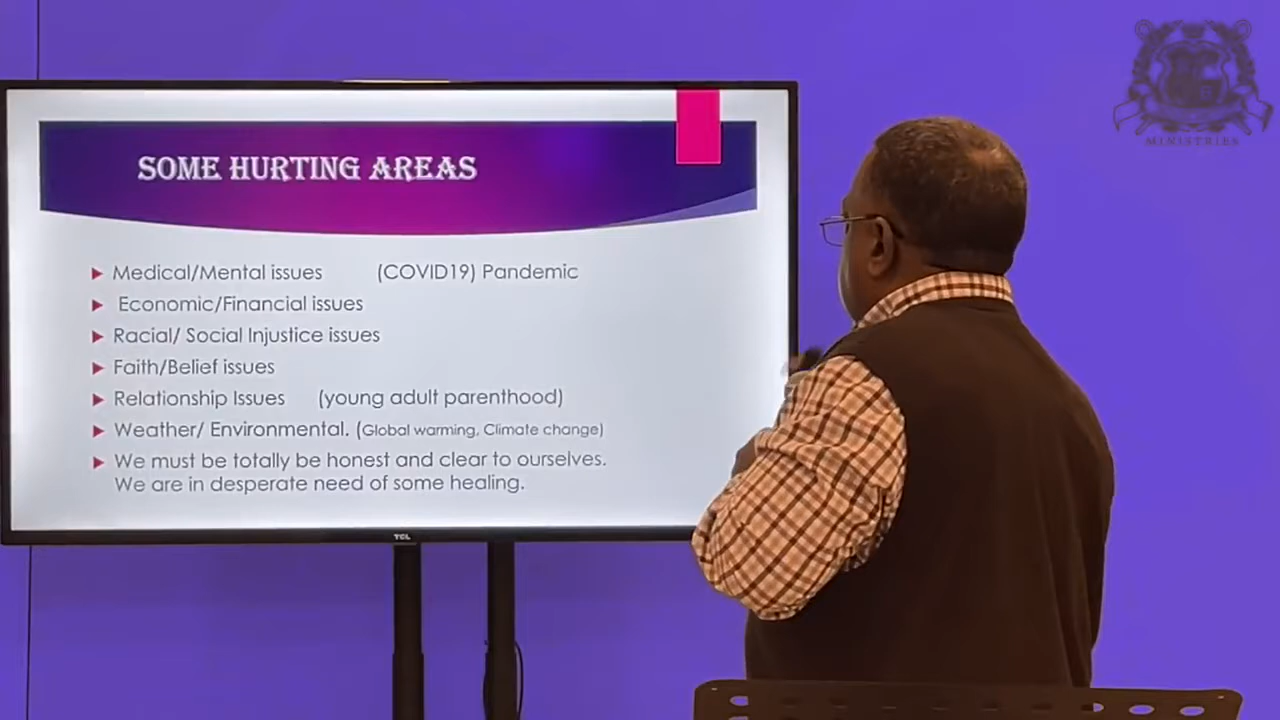 SOME HURTING AREAS
Medical/Mental issues (COVID19) Pandemic
Economic/Financial issues
Racial/ Social Injustice issues
Faith/Belief issues
Relationship Issues (young adult parenthood)
Weather/ Environmental. (Global warming, Climate change)
We must be totally be honest and clear to ourselves.
We are in desperate need of some healing.
TCL
MINISTRIES